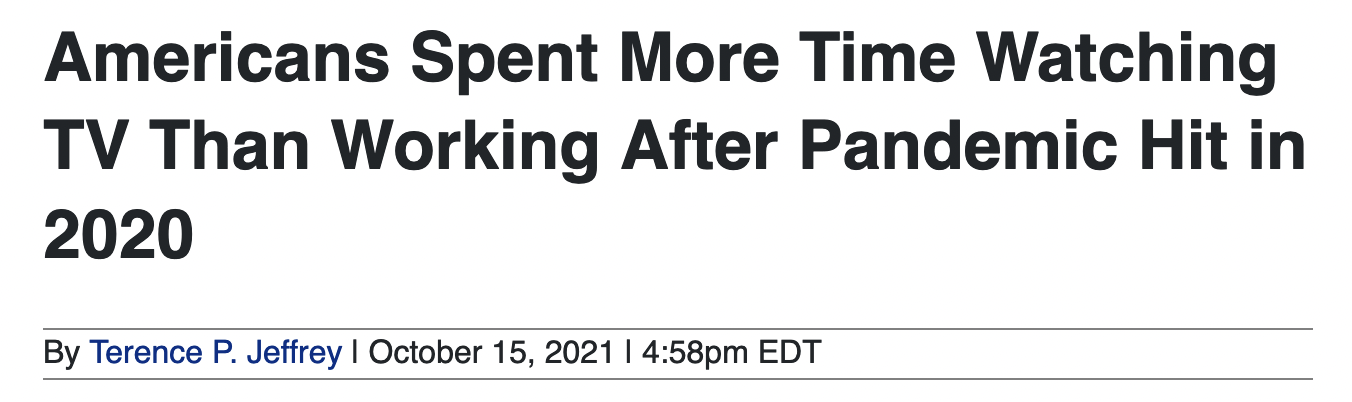 Americans Spent More Time Watching
TV Than Working After Pandemic Hit in
2020
By Terence P. Jeffrey | October 15, 2021 | 4:58pm EDT